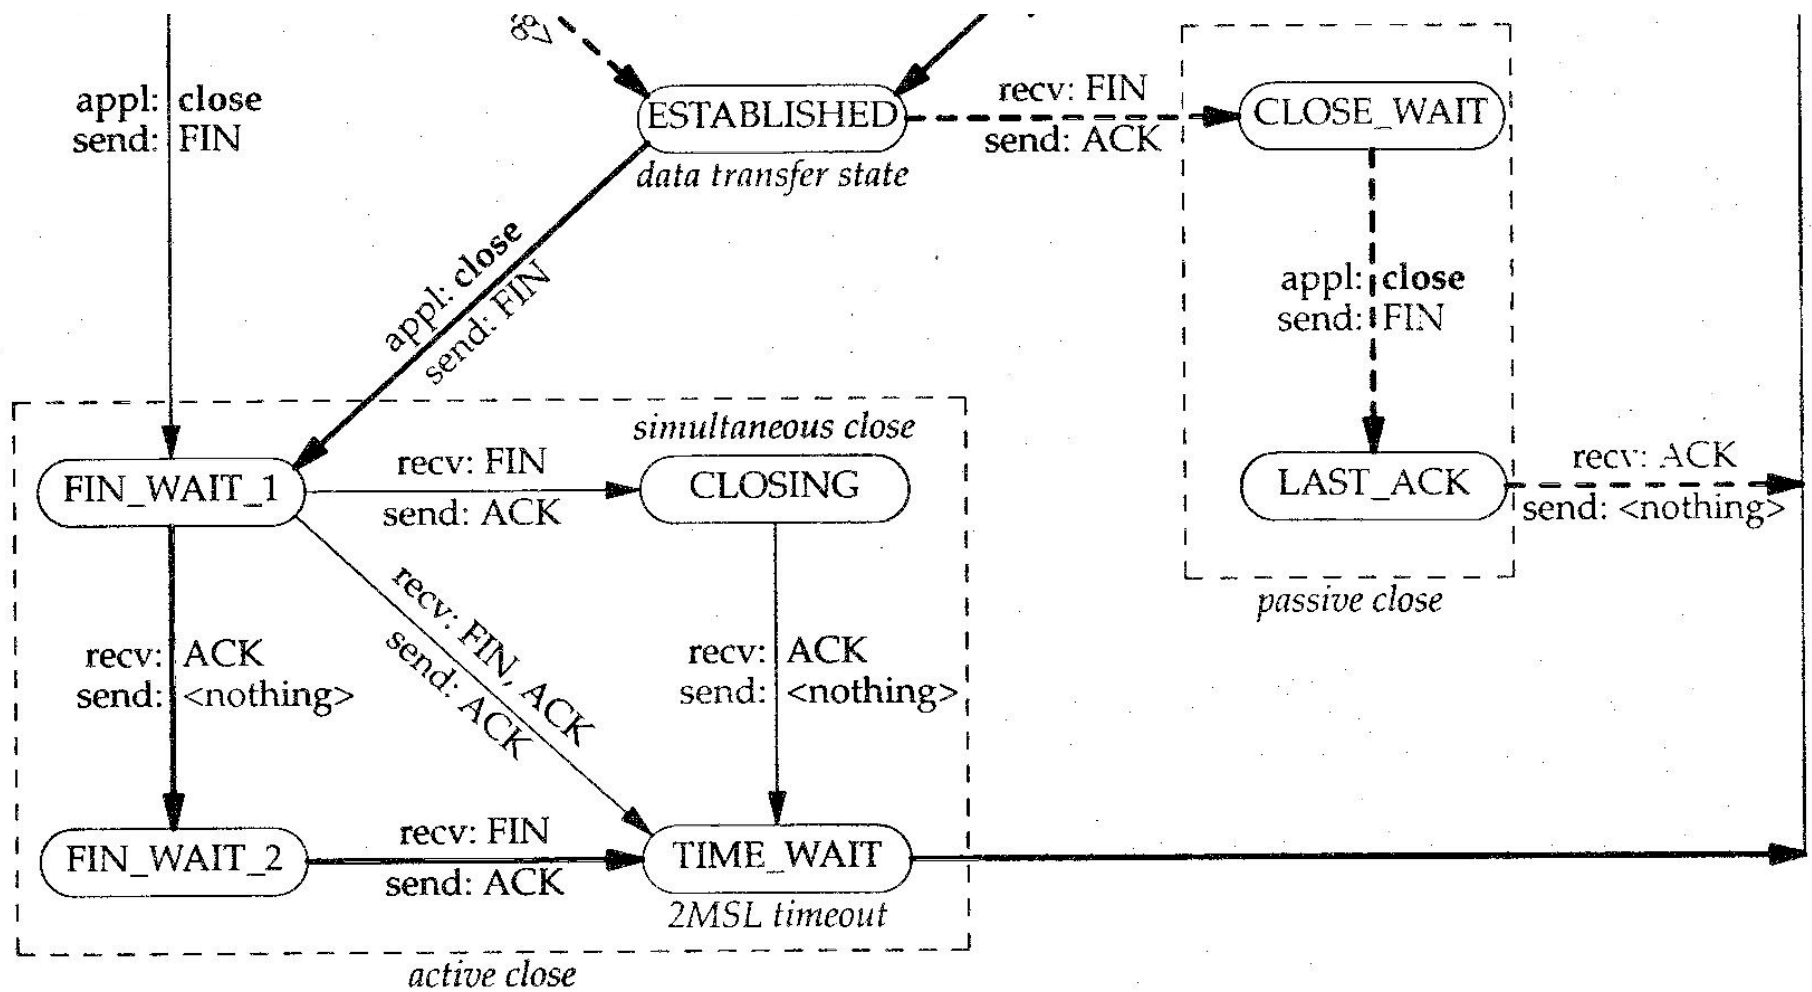 appl: close
send: FIN
ESTABLISHED
data transfer state
recv: FIN
send: ACK
CLOSE_WAIT
appl: close
send: FIN
appl: close
send: FIN
simultaneous close
FIN_WAIT_1
recv: FIN
send: ACK
CLOSING
LAST_ACK
recv: ACK
send: <nothing>
passive close
recv: ACK
send: <nothing>
recv: FIN, ACK
send: ACK
recv: ACK
send: <nothing>
FIN_WAIT_2
recv: FIN
send: ACK
TIME_WAIT
2MSL timeout
active close